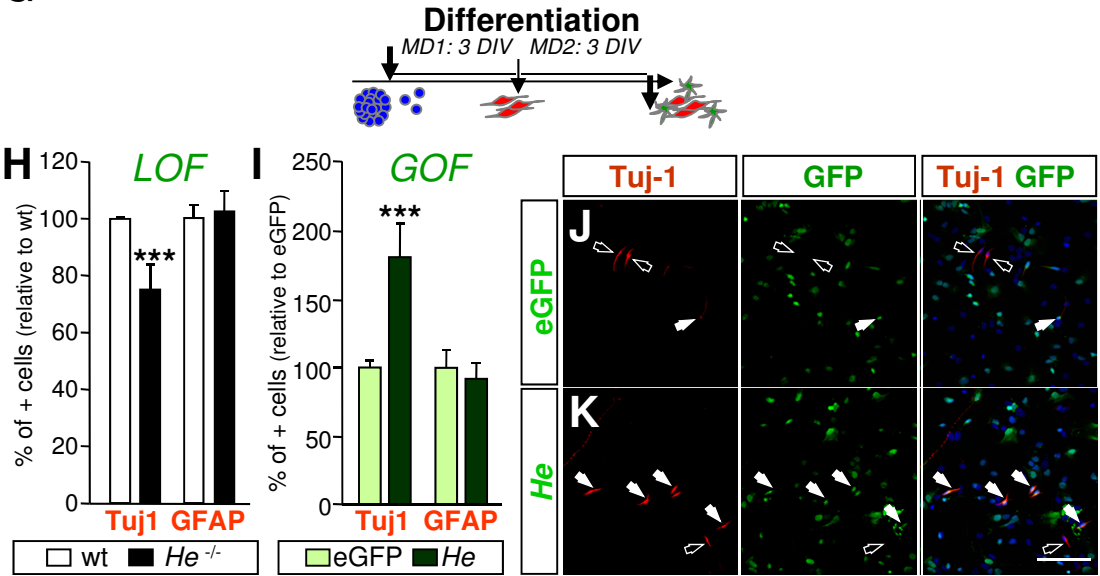 Differentiation
MD1: 3 DIV MD2: 3 DIV
H
LOF
% of + cells (relative to wt)
120
100
80
60
40
20
0
***
Tuj1 GFAP
wt He -/-
I
GOF
% of + cells (relative to eGFP)
250
200
150
100
50
0
***
Tuj1 GFAP
eGFP He
Tuj-1 GFP Tuj-1 GFP
eGFP
J
He
K